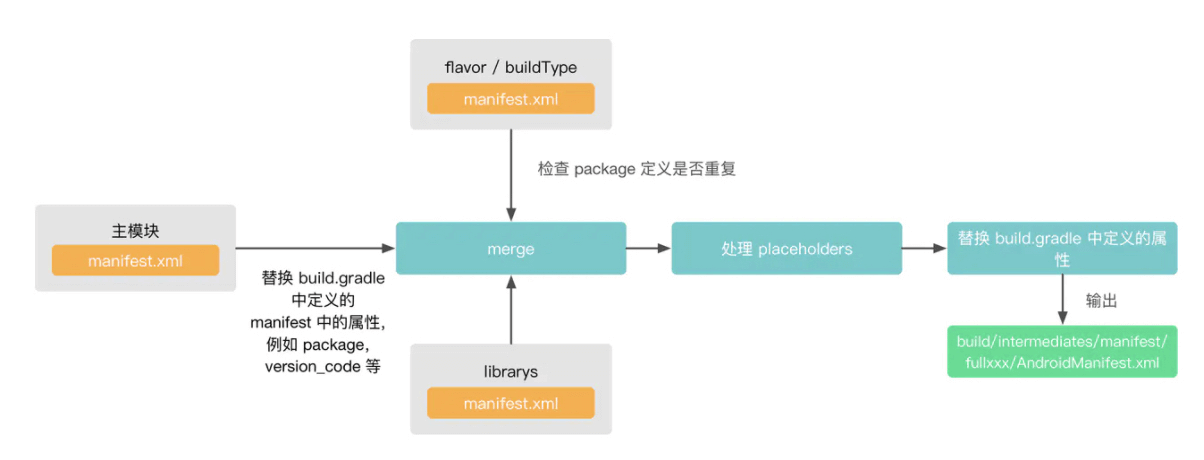 flavor / buildType
manifest.xml
检查 package 定义是否重复
主模块
manifest.xml
替换 build.gradle
中定义的
manifest 中的属性，
例如 package，
version_code 等
merge
处理 placeholders
替换 build.gradle 中定义的属
性
输出
build/intermediates/manifest/
fullxxx/AndroidManifest.xml
librarys
manifest.xml